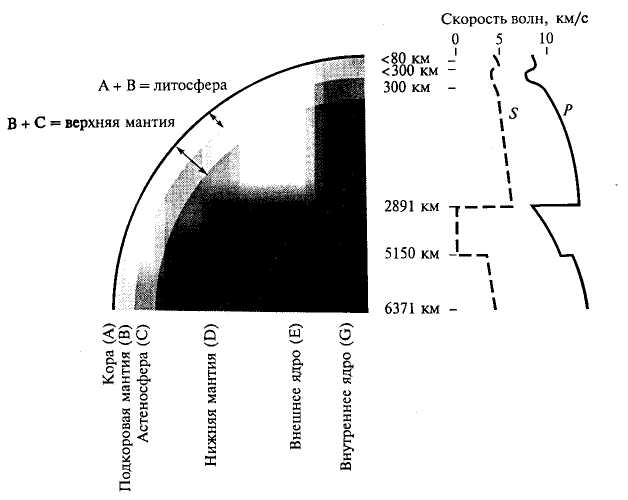 Скорость волн, км/с
0 5 10
<80 км
<300 км
300 км
A + B = литосфера
B + C = верхняя мантия
S
P
2891 км
5150 км
6371 км
Кора (A)
Подкоровая мантия (B)
Астеносфера (C)
Нижняя мантия (D)
Внешнее ядро (E)
Внутреннее ядро (G)